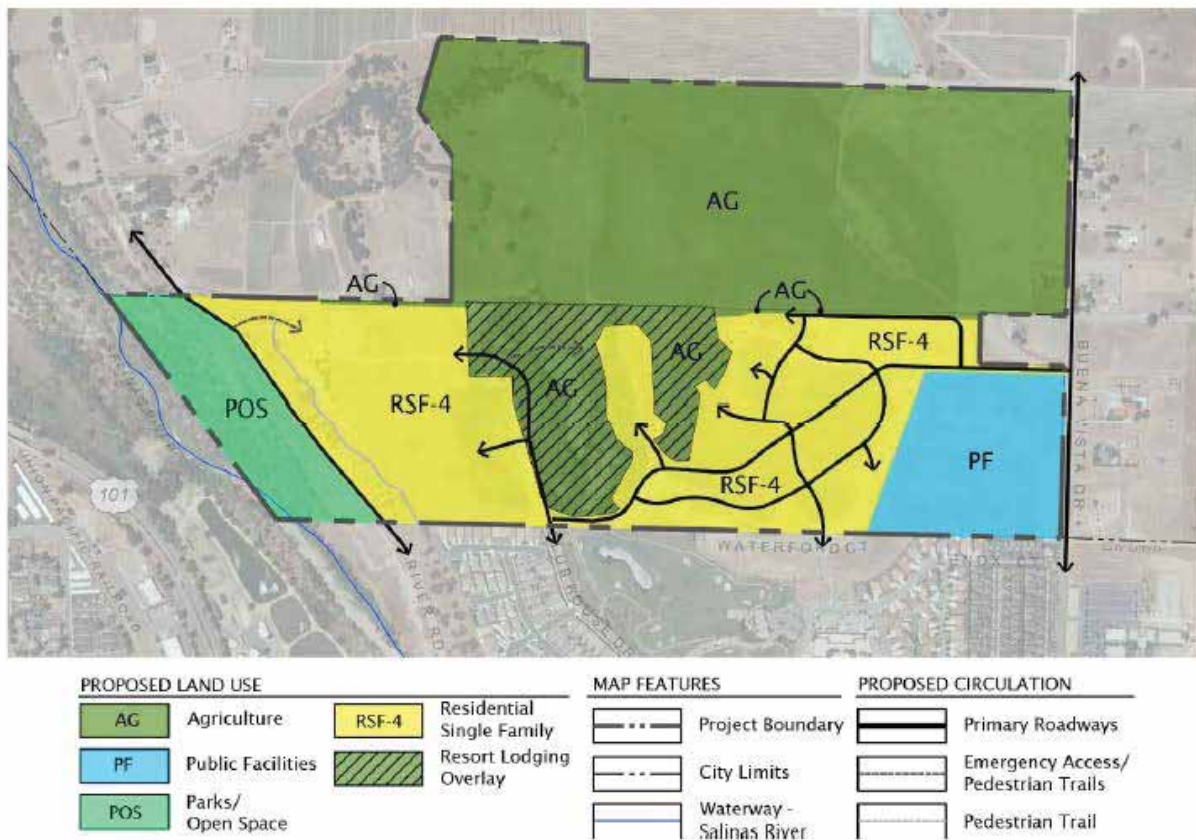 AG
AG
AG
AG
AG
RSF-4
RSF-4
RSF-4
POS
PF
101
BUENA VISTA DR
RIVER RD
WATERFORD CT
PROPOSED LAND USE
AG Agriculture
PF Public Facilities
POS Parks/
Open Space
RSF-4 Residential
Single Family
Resort Lodging
Overlay
MAP FEATURES
Project Boundary
City Limits
Waterway -
Salinas River
PROPOSED CIRCULATION
Primary Roadways
Emergency Access/
Pedestrian Trails
Pedestrian Trail